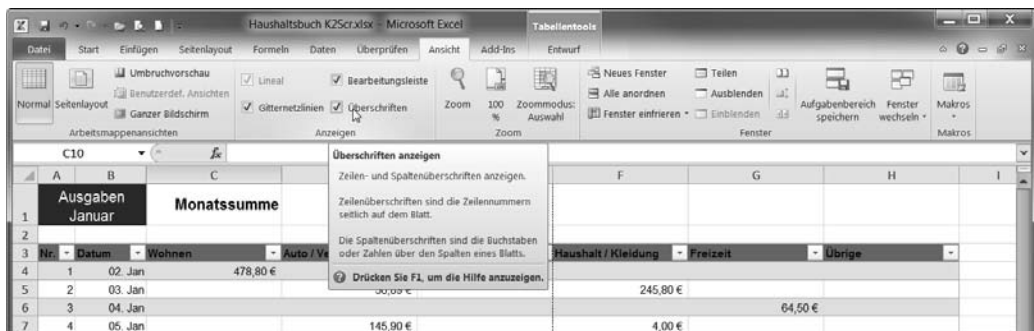 Haushaltsbuch K2Scr.xlsx - Microsoft Excel
Tabellentools
Datei Start Einfügen Seitenlayout Formeln Daten Überprüfen Ansicht Add-Ins Entwurf
Normal Seitenlayout
Umbruchvorschau
Benutzerdef. Ansichten
Ganzer Bildschirm
Arbeitsmappenansichten
Lineal Bearbeitungsleiste
Gitternetzlinien Überschriften
Anzeigen
Zoom 100 % Zoommodus: Auswahl
Zoom
Neues Fenster
Alle anordnen
Fenster einfrieren
Teilen
Ausblenden
Einblenden
Aufgabenbereich speichern
Fenster wechseln
Fenster
Makros
Makros
C10 fx
Überschriften anzeigen
Zeilen- und Spaltenüberschriften anzeigen.
Zeilenüberschriften sind die Zeilennummern
seitlich auf dem Blatt.
Die Spaltenüberschriften sind die Buchstaben
oder Zahlen über den Spalten eines Blatts.
Drücken Sie F1, um die Hilfe anzuzeigen.
A B C F G H I
1 Ausgaben Januar Monatssumme
2
3 Nr. Datum Wohnen Auto / Ve Haushalt / Kleidung Freizeit Übrige
4 1 02. Jan 478,80 €
5 2 03. Jan 245,80 €
6 3 04. Jan 64,50 €
7 4 05. Jan 145,90 € 4,00 €